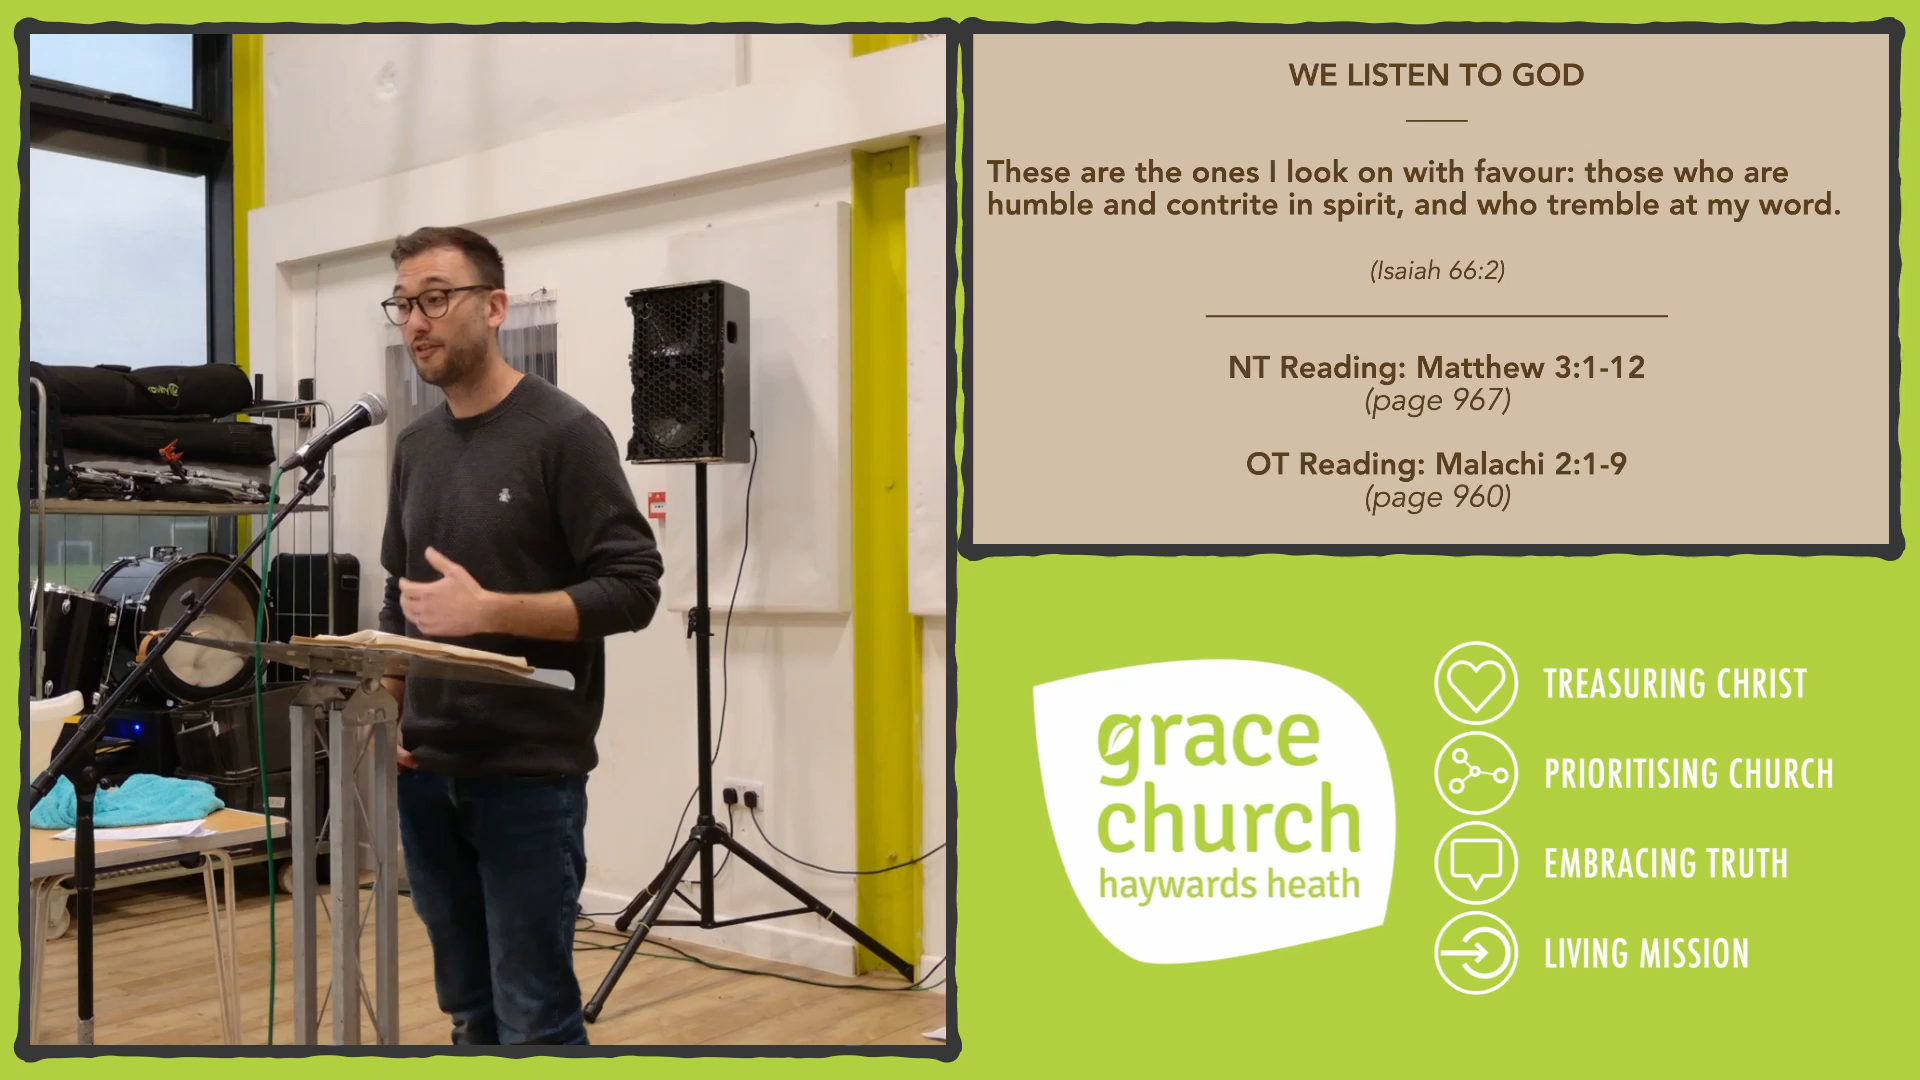 WE LISTEN TO GOD
These are the ones I look on with favour: those who are
humble and contrite in spirit, and who tremble at my word.
(Isaiah 66:2)
NT Reading: Matthew 3:1-12
(page 967)
OT Reading: Malachi 2:1-9
(page 960)
grace
church
haywards heath
TREASURING CHRIST
PRIORITISING CHURCH
EMBRACING TRUTH
LIVING MISSION